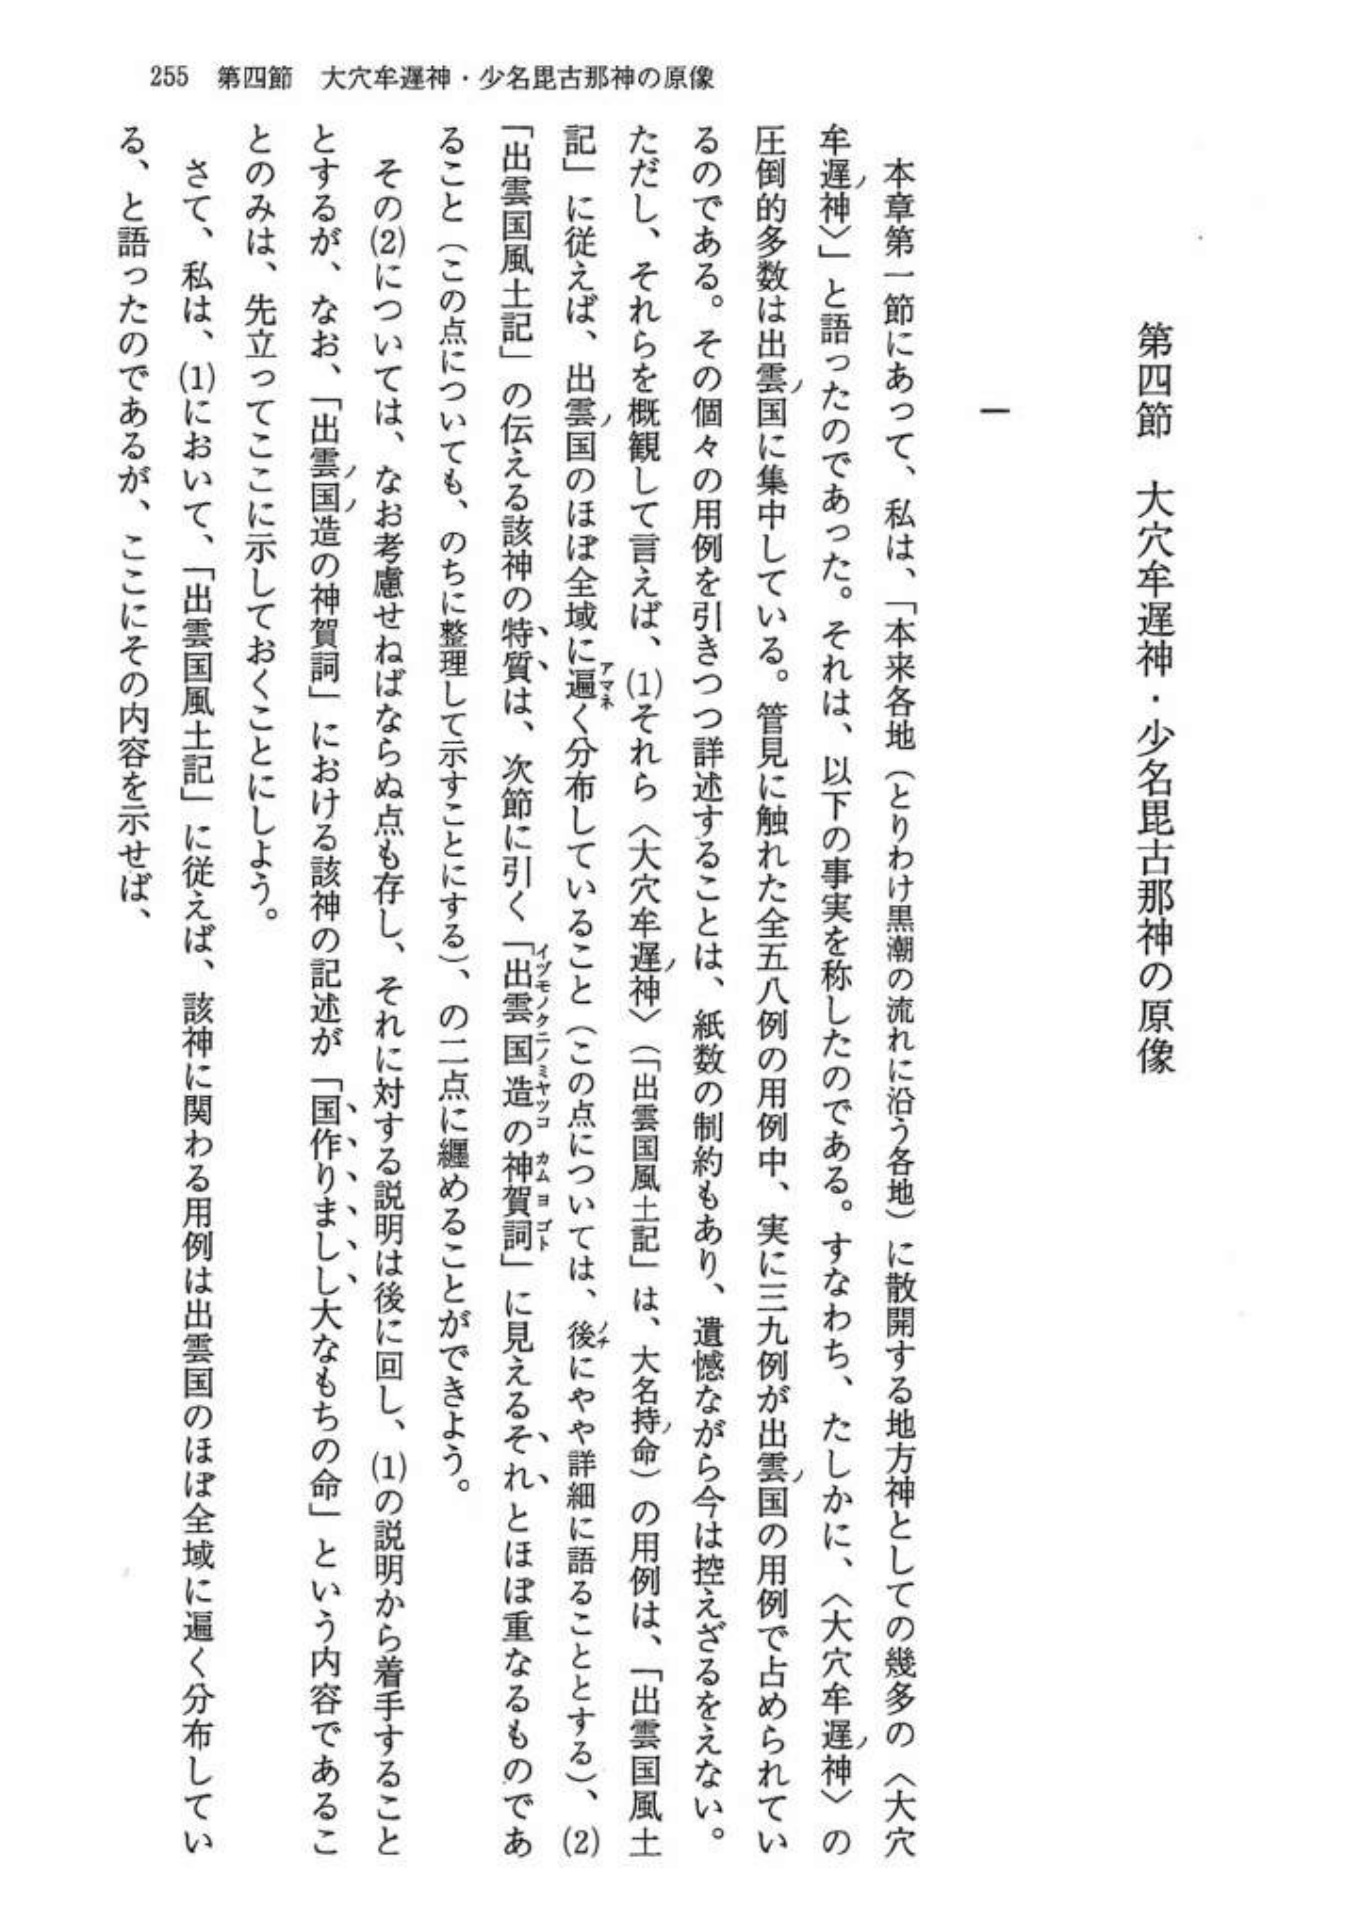 255　第四節　大穴牟遅神・少名毘古那神の原像
第四節　大穴牟遅神・少名毘古那神の原像
一
本章第一節にあって、私は、「本来各地（とりわけ黒潮の流れに沿う各地）に散開する地方神としての幾多の〈大穴
牟遅ノ神〉」と語ったのであった。それは、以下の事実を称したのである。すなわち、たしかに、〈大穴牟遅ノ神〉の
圧倒的多数は出雲ノ国に集中している。管見に触れた全五八例の用例中、実に三九例が出雲ノ国の用例で占められてい
るのである。その個々の用例を引きつつ詳述することは、紙数の制約もあり、遺憾ながら今は控えざるをえない。
ただし、それらを概観して言えば、(1)それら〈大穴牟遅ノ神〉（「出雲国風土記」は、大名持ノ命）の用例は、「出雲国風土
記」に従えば、出雲ノ国のほぼ全域に遍アマネく分布していること（この点については、後ノチにやや詳細に語ることとする）、(2)
「出雲国風土記」の伝える該神の特質は、次節に引く「出雲国造の神賀詞イヅモノクニノミヤツコ カムヨゴト」に見えるそれとほぼ重なるものであ
ること（この点についても、のちに整理して示すことにする）、の二点に纒めることができよう。
その(2)については、なお考慮せねばならぬ点も存し、それに対する説明は後に回し、(1)の説明から着手すること
とするが、なお、「出雲ノ国ノ造の神賀詞」における該神の記述が「国作りましし大なもちの命」という内容であるこ
とのみは、先立ってここに示しておくことにしよう。
さて、私は、(1)において、「出雲国風土記」に従えば、該神に関わる用例は出雲国のほぼ全域に遍く分布してい
る、と語ったのであるが、ここにその内容を示せば、